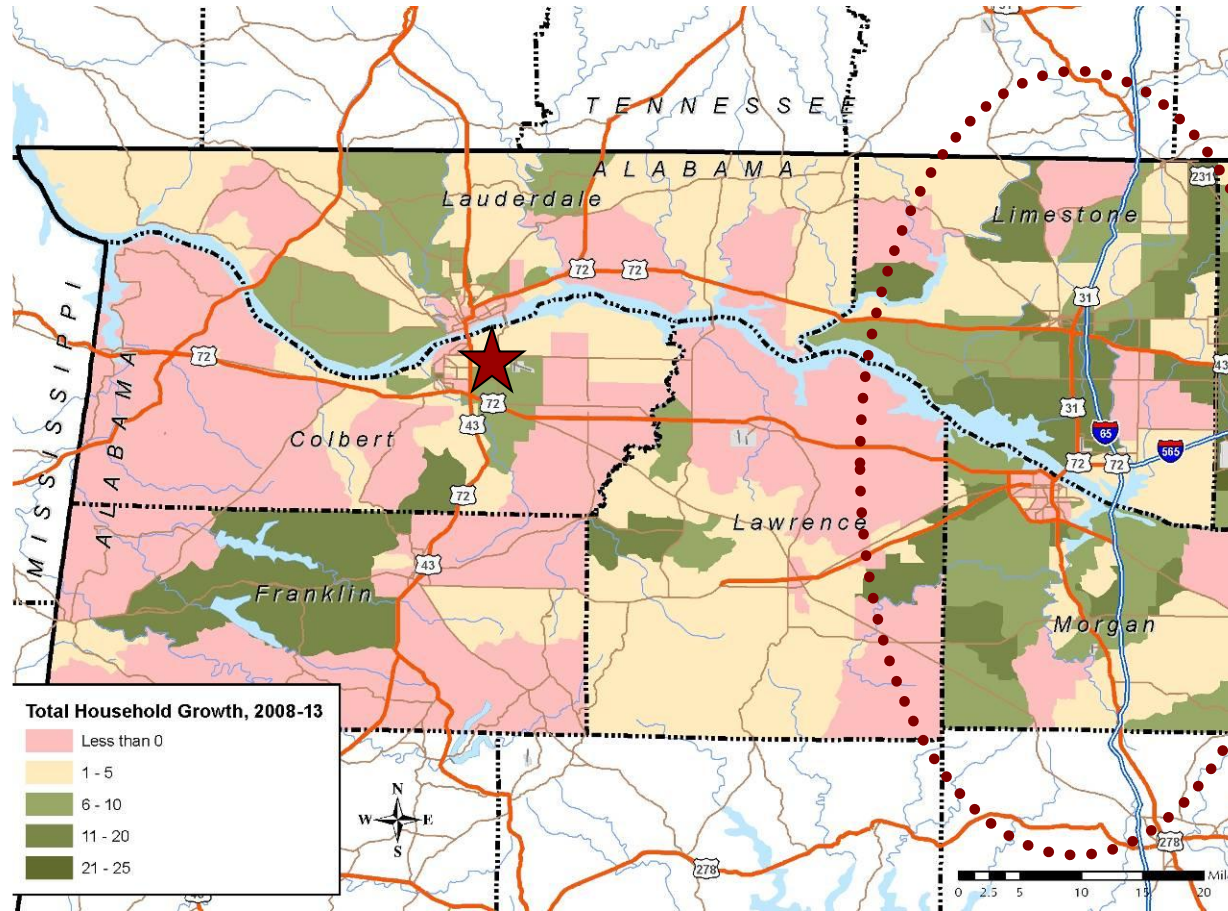 TENNESSEE
ALABAMA
Lauderdale
Limestone
231
72
72
31
MISSISSIPPI
ALABAMA
72
43
72
43
31
65
565
72
72
Colbert
72
Lawrence
43
Franklin
Morgan
Total Household Growth, 2008-13
Less than 0
1 - 5
6 - 10
11 - 20
21 - 25
N
W E
S
278
278
0 2.5 5 10 15 20